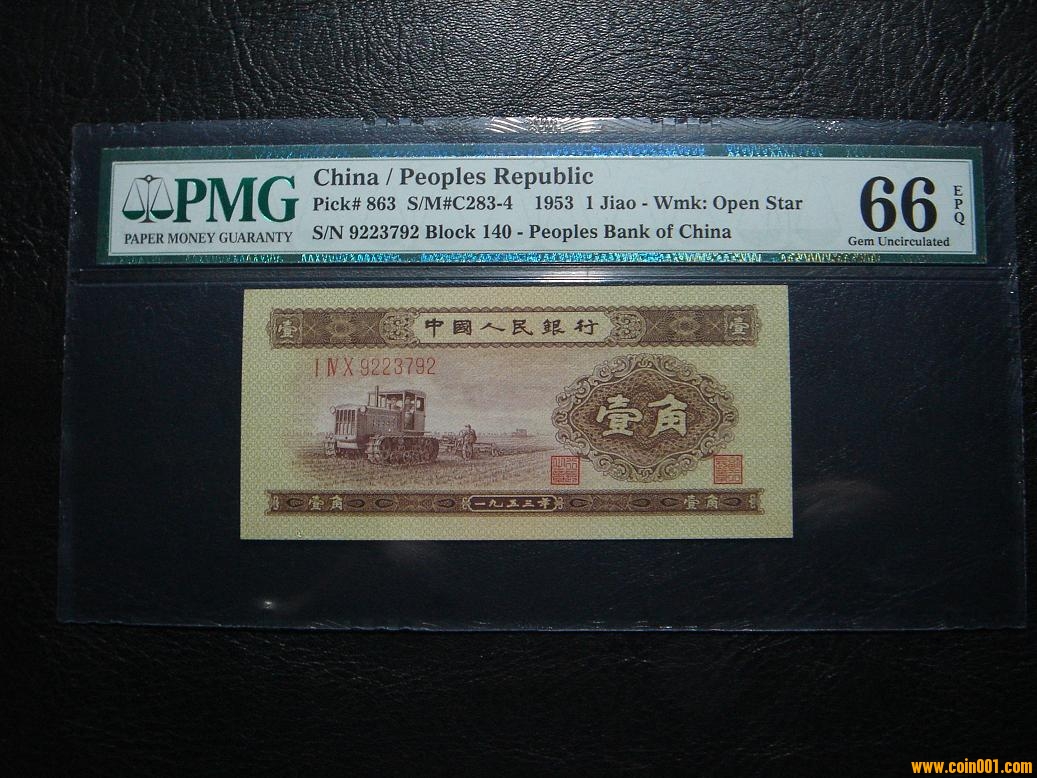 PMG
PAPER MONEY GUARANTY
China / Peoples Republic
Pick# 863 S/M#C283-4 1953 1 Jiao - Wmk: Open Star
S/N 9223792 Block 140 - Peoples Bank of China
66
EPQ
Gem Uncirculated
壹 中國人民銀行 壹
I IV X 9223792
壹角
壹角 一九五三年 壹角
www.coin001.com